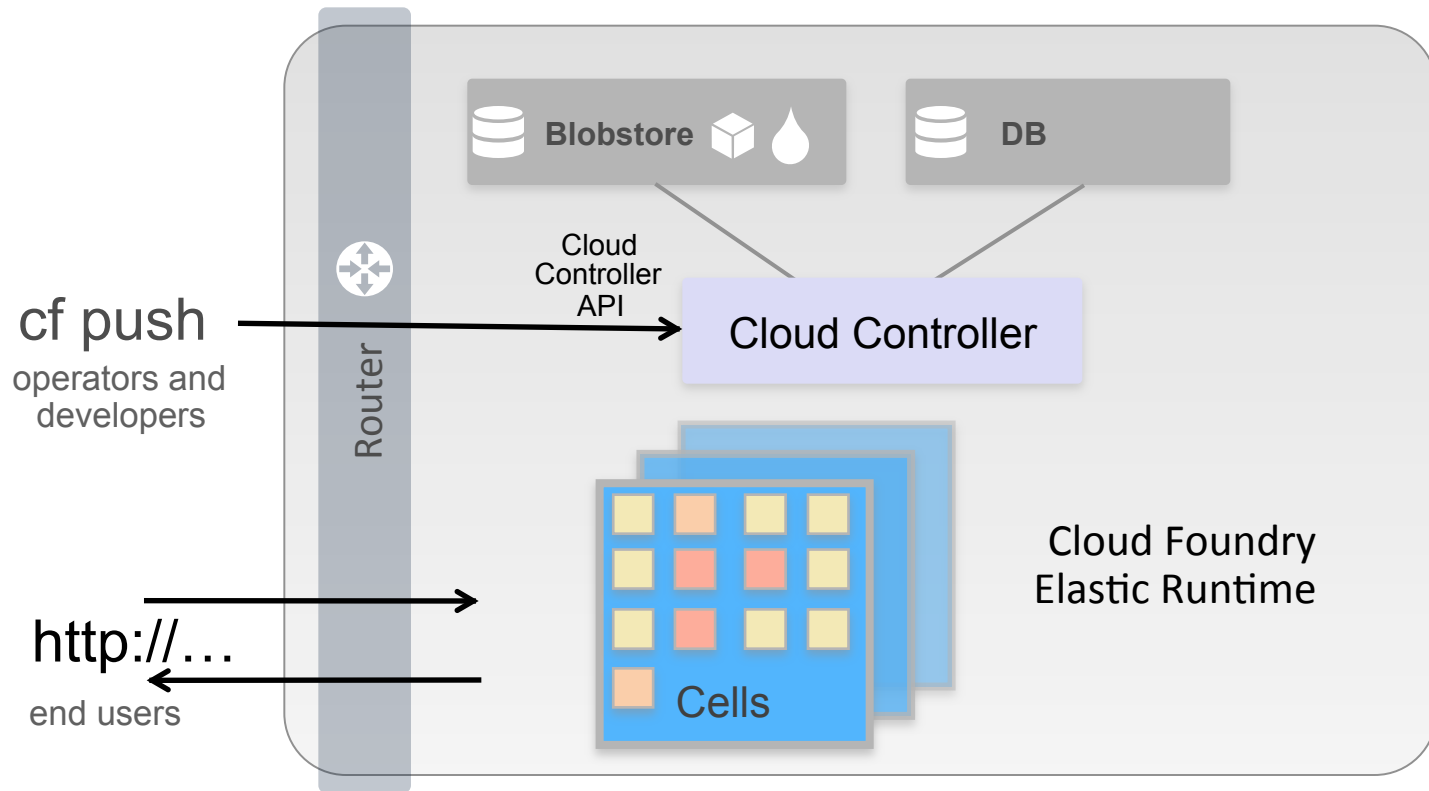 Blobstore
DB
Cloud
Controller
API
Cloud Controller
cf push
operators and
developers
Router
Cloud Foundry
Elastic Runtime
http://…
end users
Cells